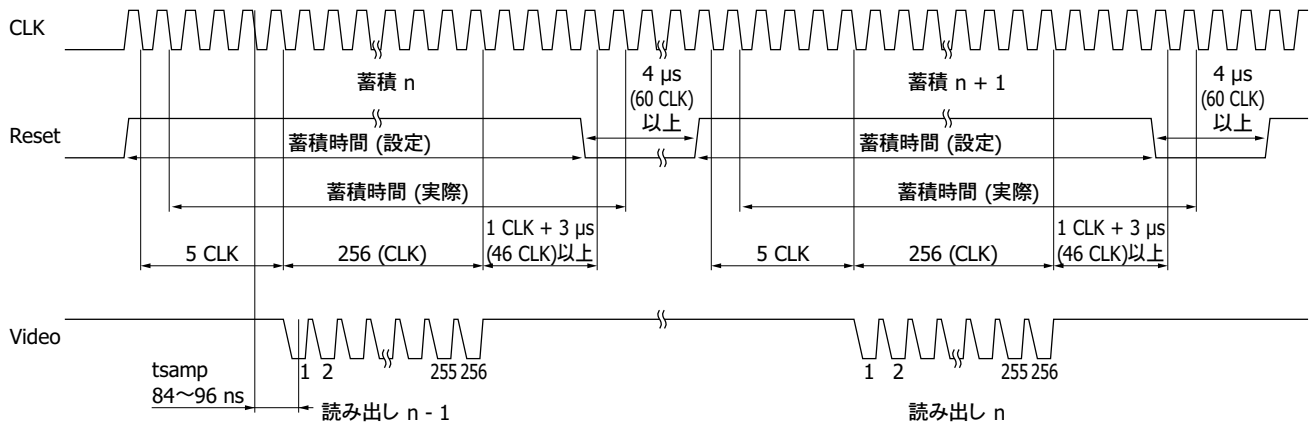 CLK
蓄積 n
4 µs
(60 CLK)
以上
蓄積 n + 1
4 µs
(60 CLK)
以上
Reset
蓄積時間 (設定)
蓄積時間 (設定)
蓄積時間 (実際)
蓄積時間 (実際)
5 CLK
256 (CLK)
1 CLK + 3 µs
(46 CLK)以上
5 CLK
256 (CLK)
1 CLK + 3 µs
(46 CLK)以上
Video
1 2 255 256
1 2 255 256
tsamp
84～96 ns
読み出し n - 1
読み出し n